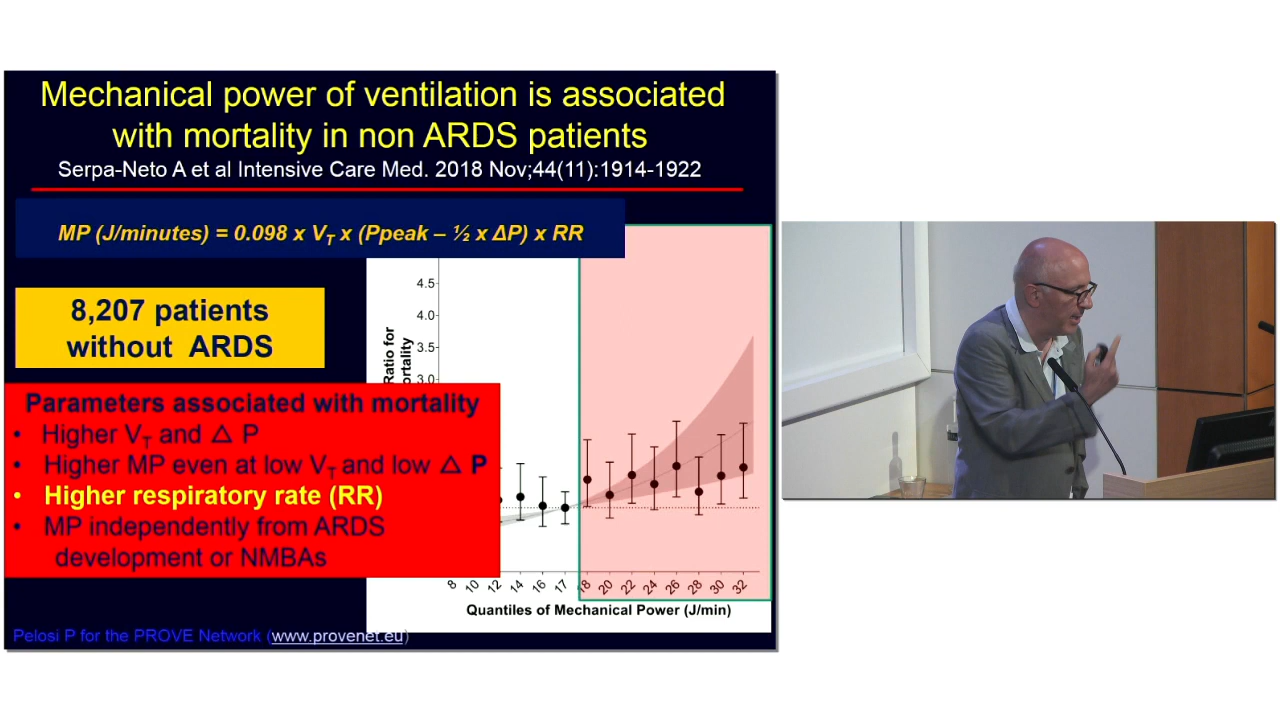 Mechanical power of ventilation is associated
with mortality in non ARDS patients
Serpa-Neto A et al Intensive Care Med. 2018 Nov;44(11):1914-1922
MP (J/minutes) = 0.098 x VT x (Ppeak – ½ x ΔP) x RR
8,207 patients
without ARDS
Parameters associated with mortality
• Higher VT and △ P
• Higher MP even at low VT and low △ P
• Higher respiratory rate (RR)
• MP independently from ARDS
development or NMBAs
Ratio for
4.5
4.0
3.5
3.0
8 10 12 14 16 17 18 20 22 24 26 28 30 32
Quantiles of Mechanical Power (J/min)
Pelosi P for the PROVE Network (www.provenet.eu)